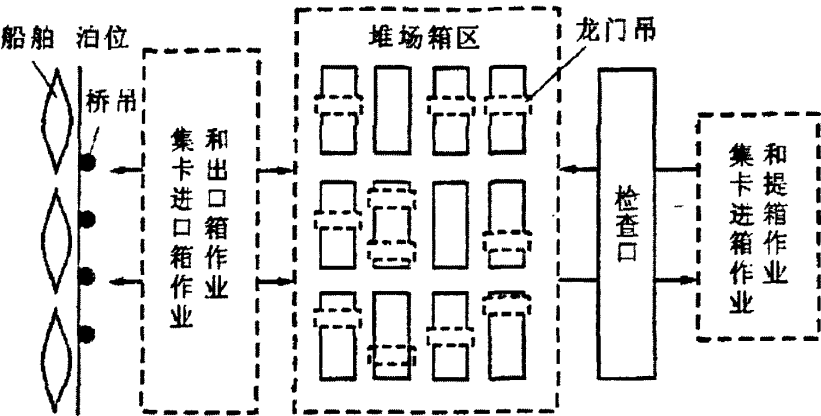 船舶 泊位
桥吊
集卡进口箱作业
和出口箱作业
堆场箱区
龙门吊
检查口
集卡进箱作业
和提箱作业